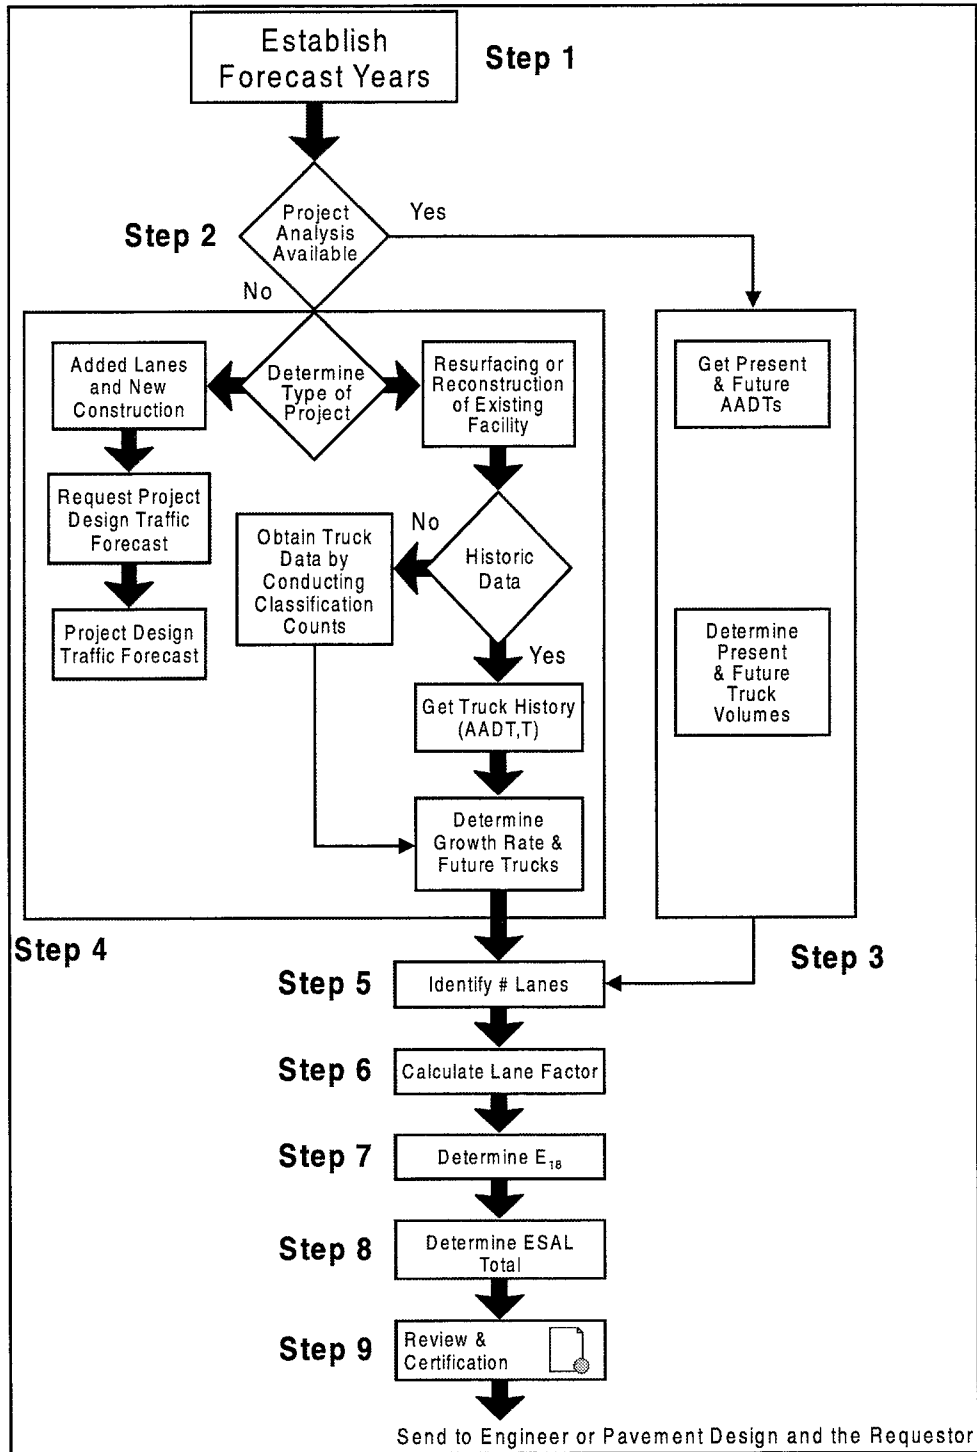 Establish
Forecast Years
Step 1
Step 2
Project
Analysis
Available
Yes
No
Added Lanes
and New
Construction
Determine
Type of
Project
Resurfacing or
Reconstruction
of Existing
Facility
Get Present
& Future
AADTs
Request Project
Design Traffic
Forecast
Obtain Truck
Data by
Conducting
Classification
Counts
No
Historic
Data
Project Design
Traffic Forecast
Yes
Determine
Present
& Future
Truck
Volumes
Get Truck History
(AADT,T)
Determine
Growth Rate &
Future Trucks
Step 4
Step 3
Step 5
Identify # Lanes
Step 6
Calculate Lane Factor
Step 7
Determine E18
Step 8
Determine ESAL
Total
Step 9
Review &
Certification
Send to Engineer or Pavement Design and the Requestor